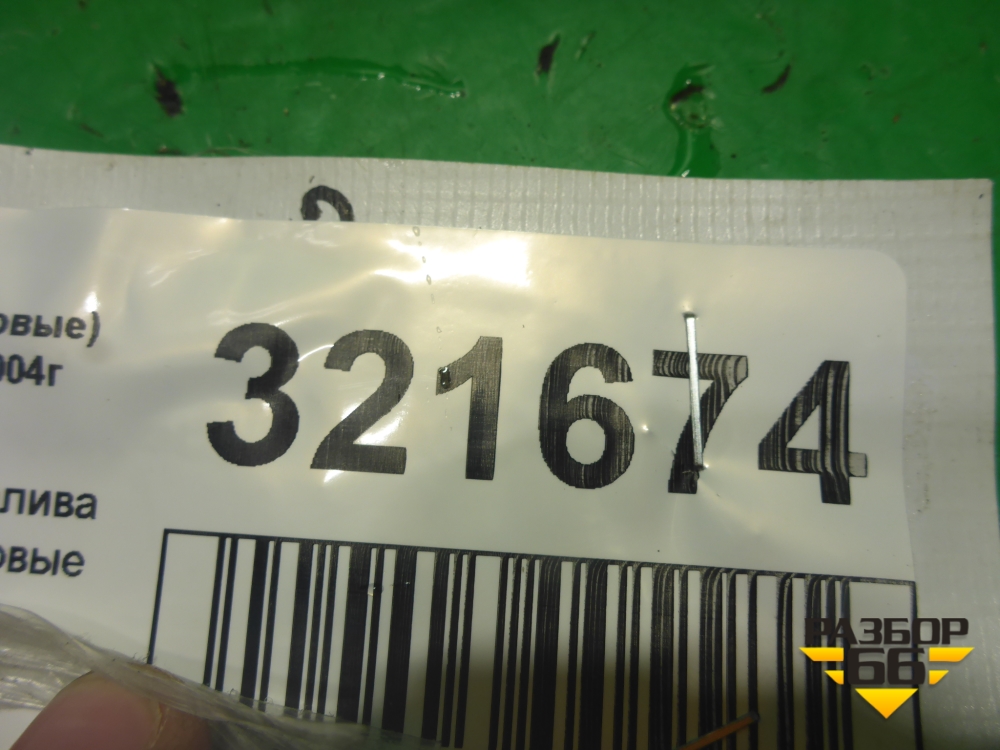 овые)
004г
321674
лива
овые
РАЗБОР
66